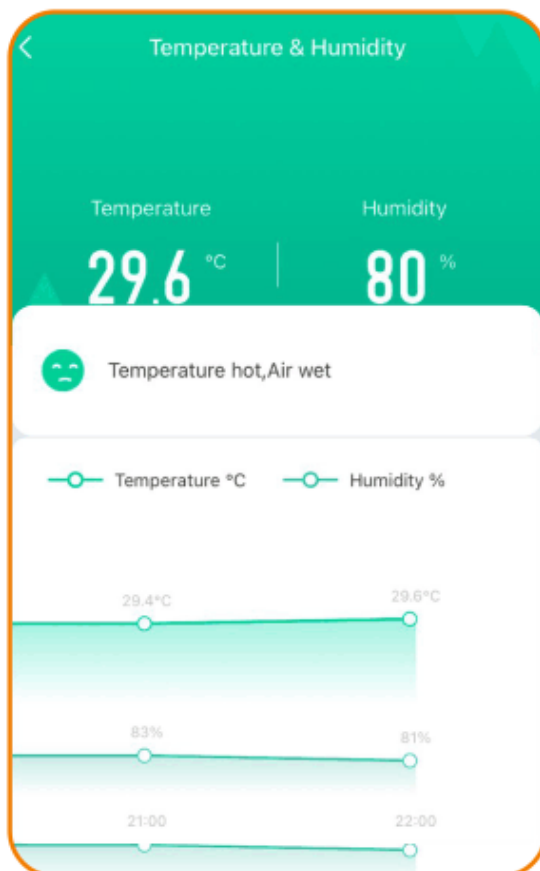 Temperature & Humidity
Temperature Humidity
29.6 °C 80 %
Temperature hot,Air wet
Temperature °C Humidity %
29.4°C 29.6°C
83% 81%
21:00 22:00